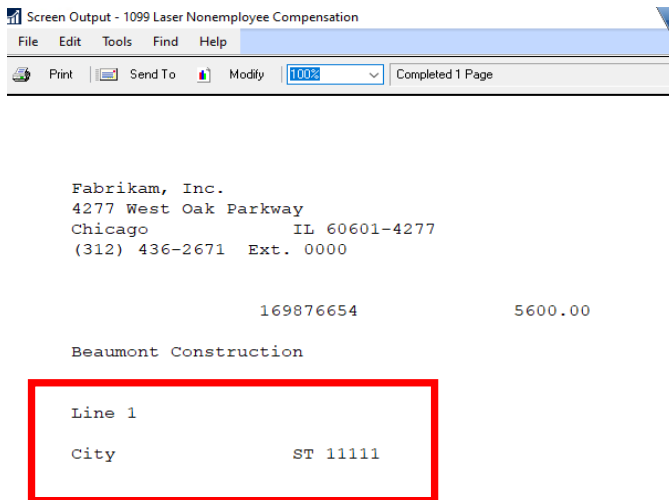 Screen Output - 1099 Laser Nonemployee Compensation
File Edit Tools Find Help
Print Send To Modify 100% Completed 1 Page
Fabrikam, Inc.
4277 West Oak Parkway
Chicago IL 60601-4277
(312) 436-2671 Ext. 0000
169876654 5600.00
Beaumont Construction
Line 1
City ST 11111